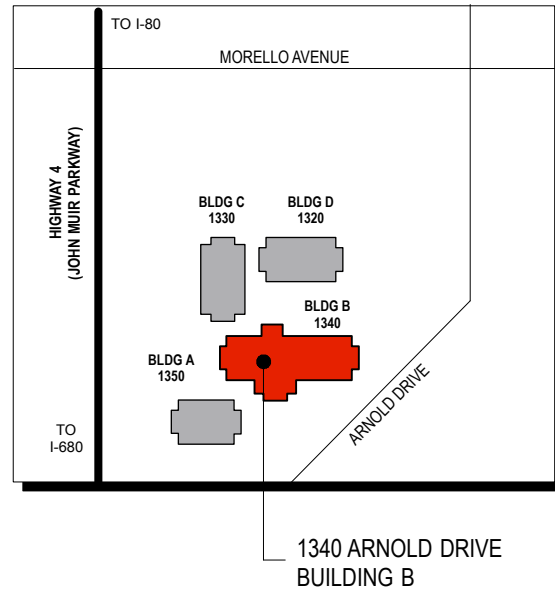 TO I-80
MORELLO AVENUE
HIGHWAY 4
(JOHN MUIR PARKWAY)
BLDG C
1330
BLDG D
1320
BLDG B
1340
BLDG A
1350
ARNOLD DRIVE
TO
I-680
1340 ARNOLD DRIVE
BUILDING B